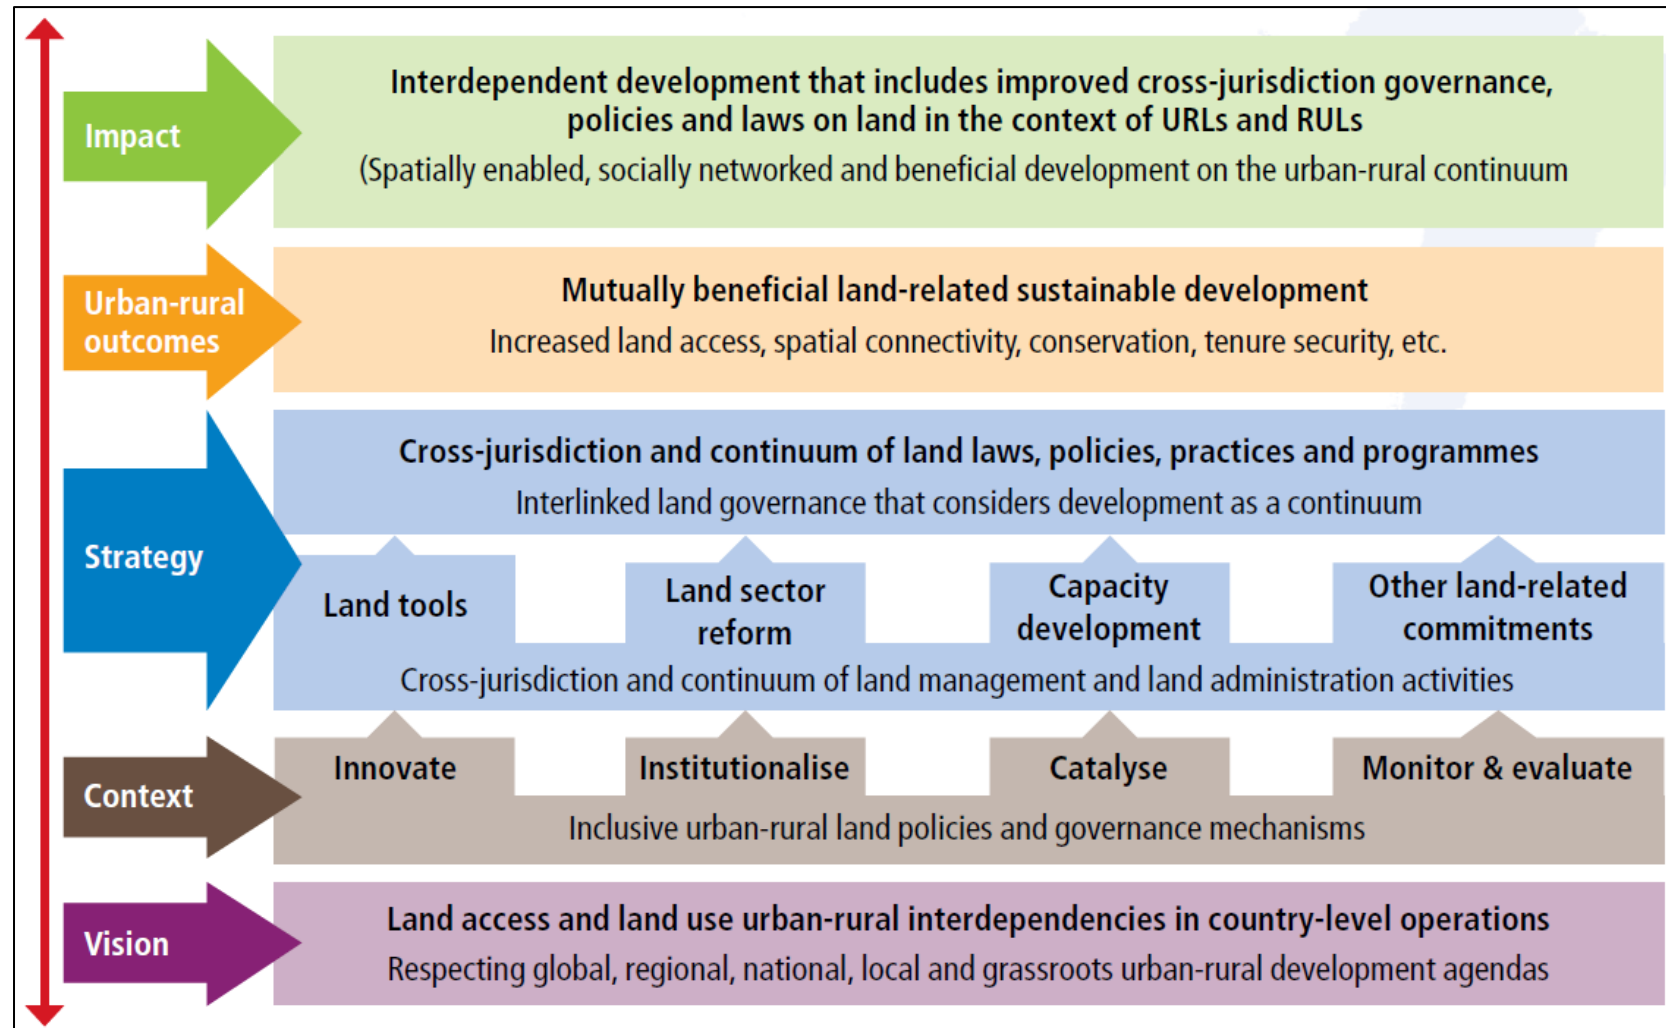 Impact
Interdependent development that includes improved cross-jurisdiction governance,
policies and laws on land in the context of URLs and RULs
(Spatially enabled, socially networked and beneficial development on the urban-rural continuum
Urban-rural
outcomes
Mutually beneficial land-related sustainable development
Increased land access, spatial connectivity, conservation, tenure security, etc.
Strategy
Cross-jurisdiction and continuum of land laws, policies, practices and programmes
Interlinked land governance that considers development as a continuum
Land tools
Land sector
reform
Capacity
development
Other land-related
commitments
Cross-jurisdiction and continuum of land management and land administration activities
Context
Innovate
Institutionalise
Catalyse
Monitor & evaluate
Inclusive urban-rural land policies and governance mechanisms
Vision
Land access and land use urban-rural interdependencies in country-level operations
Respecting global, regional, national, local and grassroots urban-rural development agendas